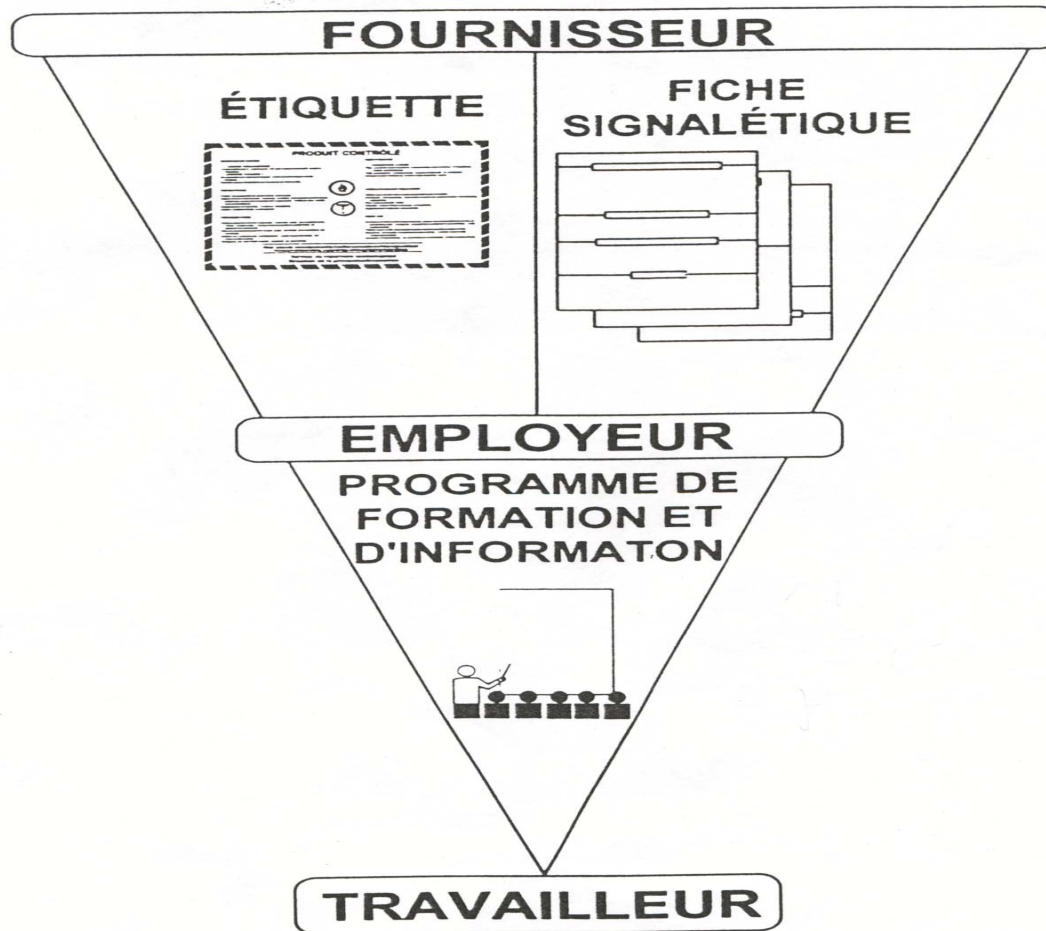 FOURNISSEUR
ÉTIQUETTE
PRODUIT CONTRÔLÉ
FICHE
SIGNALÉTIQUE
EMPLOYEUR
PROGRAMME DE
FORMATION ET
D'INFORMATON
TRAVAILLEUR